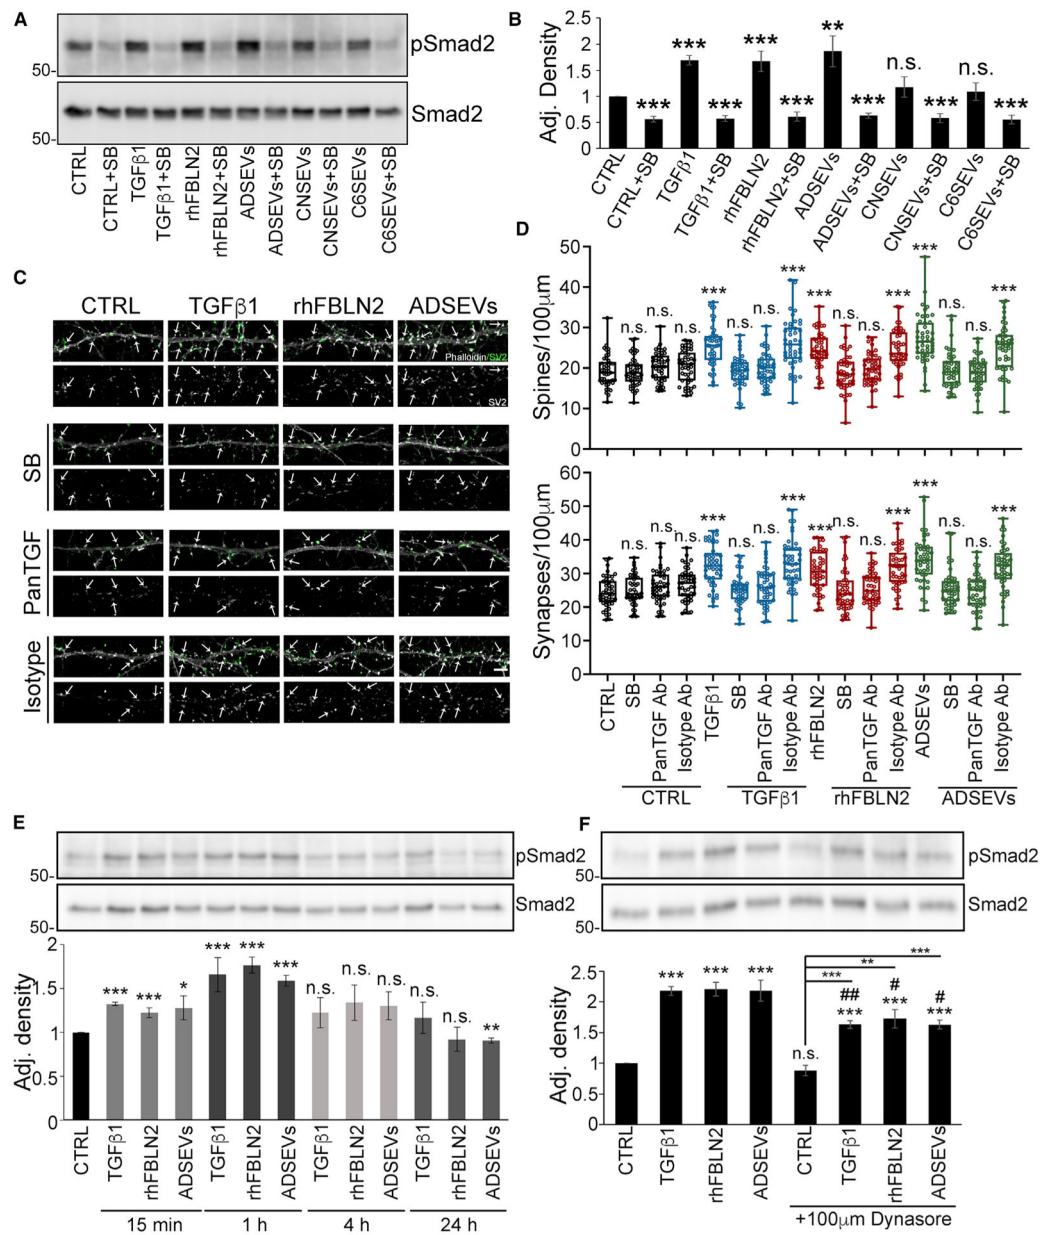 A
pSmad2
50-
Smad2
50-
CTRL
CTRL+SB
TGFβ1
TGFβ1+SB
rhFBLN2
rhFBLN2+SB
ADSEVs
ADSEVs+SB
CNSEVs
CNSEVs+SB
C6SEVs
C6SEVs+SB
B
Adj. Density
2.5
2
1.5
1
0.5
0
*** *** *** *** *** ** *** n.s. *** n.s. ***
CTRL
CTRL+SB
TGFβ1
TGFβ1+SB
rhFBLN2
rhFBLN2+SB
ADSEVs
ADSEVs+SB
CNSEVs
CNSEVs+SB
C6SEVs
C6SEVs+SB
C
CTRL TGFβ1 rhFBLN2 ADSEVs
Phalloidin/SV2
SV2
SB
PanTGF
Isotype
D
Spines/100μm
50
40
30
20
10
0
n.s. n.s. n.s. *** n.s. n.s. *** *** n.s. n.s. *** *** n.s. n.s. ***
Synapses/100μm
60
50
40
30
20
10
0
n.s. n.s. n.s. *** n.s. n.s. *** *** n.s. n.s. *** *** n.s. n.s. ***
CTRL
SB
PanTGF Ab
Isotype Ab
TGFβ1
SB
PanTGF Ab
Isotype Ab
rhFBLN2
SB
PanTGF Ab
Isotype Ab
ADSEVs
SB
PanTGF Ab
Isotype Ab
CTRL TGFβ1 rhFBLN2 ADSEVs
E
pSmad2
50-
Smad2
50-
Adj. density
2
1.5
1
0.5
0
*** *** * *** *** *** n.s. n.s. n.s. n.s. n.s. **
CTRL
TGFβ1
rhFBLN2
ADSEVs
TGFβ1
rhFBLN2
ADSEVs
TGFβ1
rhFBLN2
ADSEVs
TGFβ1
rhFBLN2
ADSEVs
15 min 1 h 4 h 24 h
F
pSmad2
50-
Smad2
50-
Adj. density
2.5
2
1.5
1
0.5
0
*** *** ***
***
**
***
## # #
n.s. *** *** ***
CTRL
TGFβ1
rhFBLN2
ADSEVs
CTRL
TGFβ1
rhFBLN2
ADSEVs
+100μm Dynasore